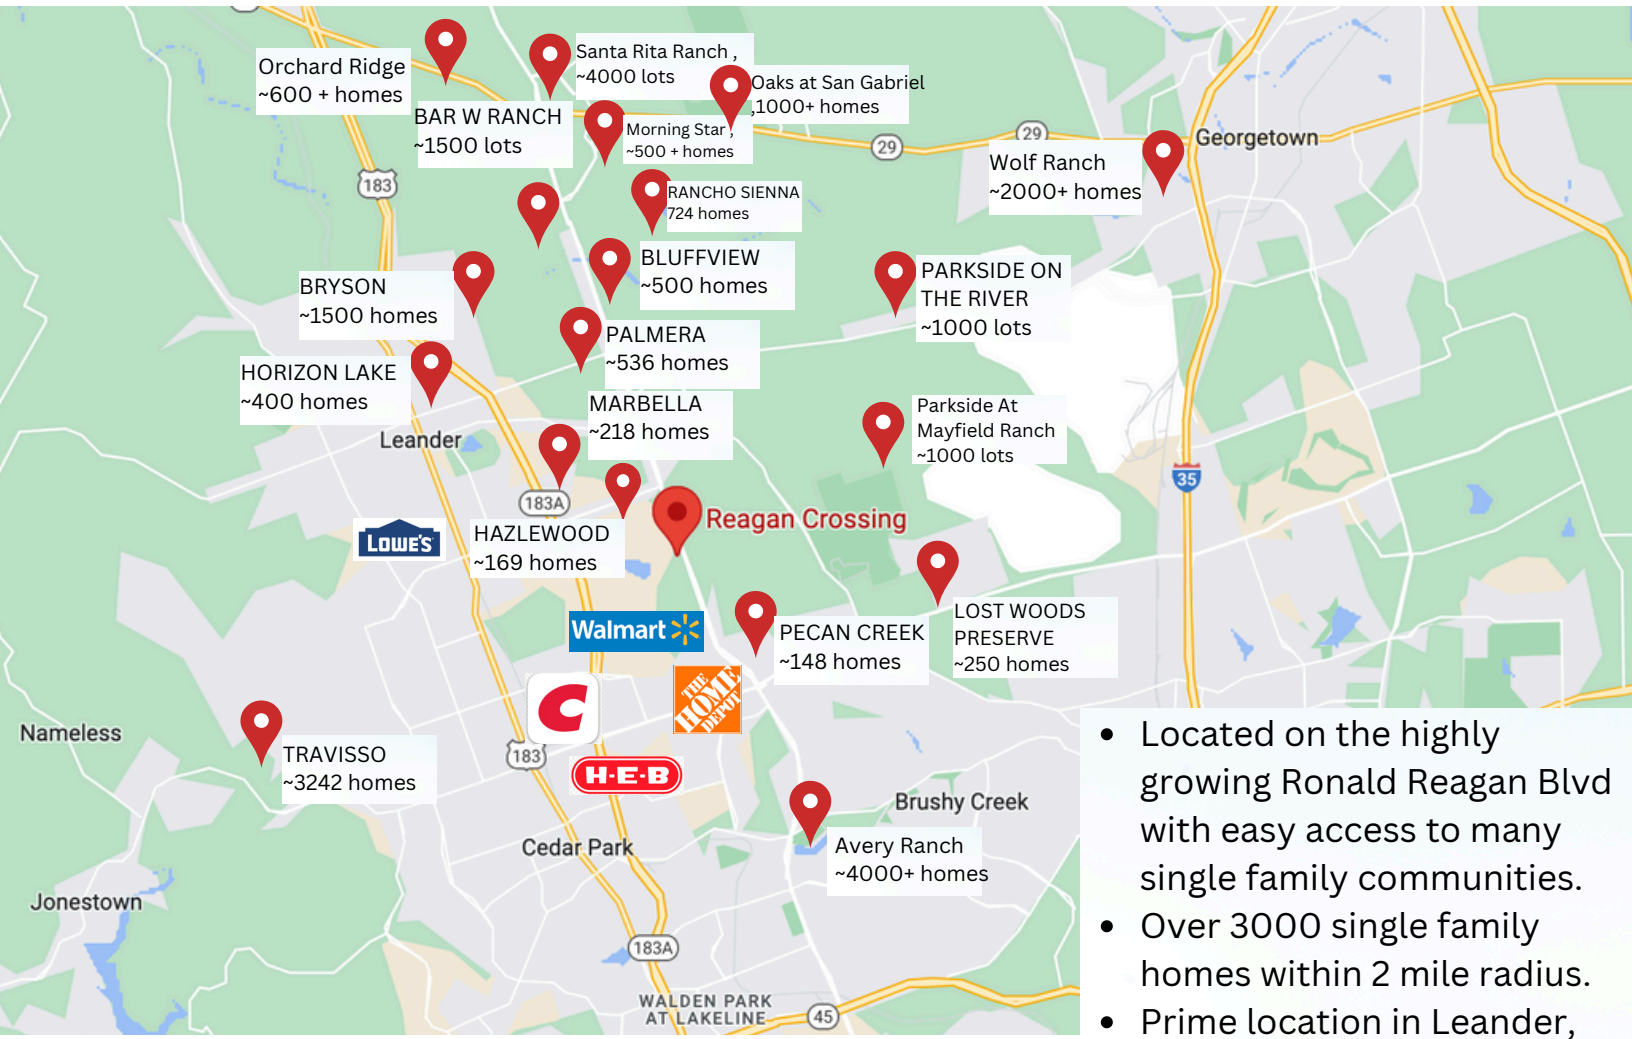 Orchard Ridge
~600 + homes
Santa Rita Ranch ,
~4000 lots
Oaks at San Gabriel
,1000+ homes
BAR W RANCH
~1500 lots
Morning Star ,
~500 + homes
29
29
Georgetown
Wolf Ranch
~2000+ homes
183
RANCHO SIENNA
724 homes
BLUFFVIEW
~500 homes
BRYSON
~1500 homes
PARKSIDE ON
THE RIVER
~1000 lots
PALMERA
~536 homes
HORIZON LAKE
~400 homes
MARBELLA
~218 homes
Parkside At
Mayfield Ranch
~1000 lots
Leander
35
183A
Reagan Crossing
LOWE'S
HAZLEWOOD
~169 homes
Walmart
PECAN CREEK
~148 homes
LOST WOODS
PRESERVE
~250 homes
THE
HOME
DEPOT
C
Nameless
TRAVISSO
~3242 homes
183
H-E-B
Brushy Creek
Cedar Park
Avery Ranch
~4000+ homes
Jonestown
183A
WALDEN PARK
AT LAKELINE
45
• Located on the highly
growing Ronald Reagan Blvd
with easy access to many
single family communities.
• Over 3000 single family
homes within 2 mile radius.
• Prime location in Leander,